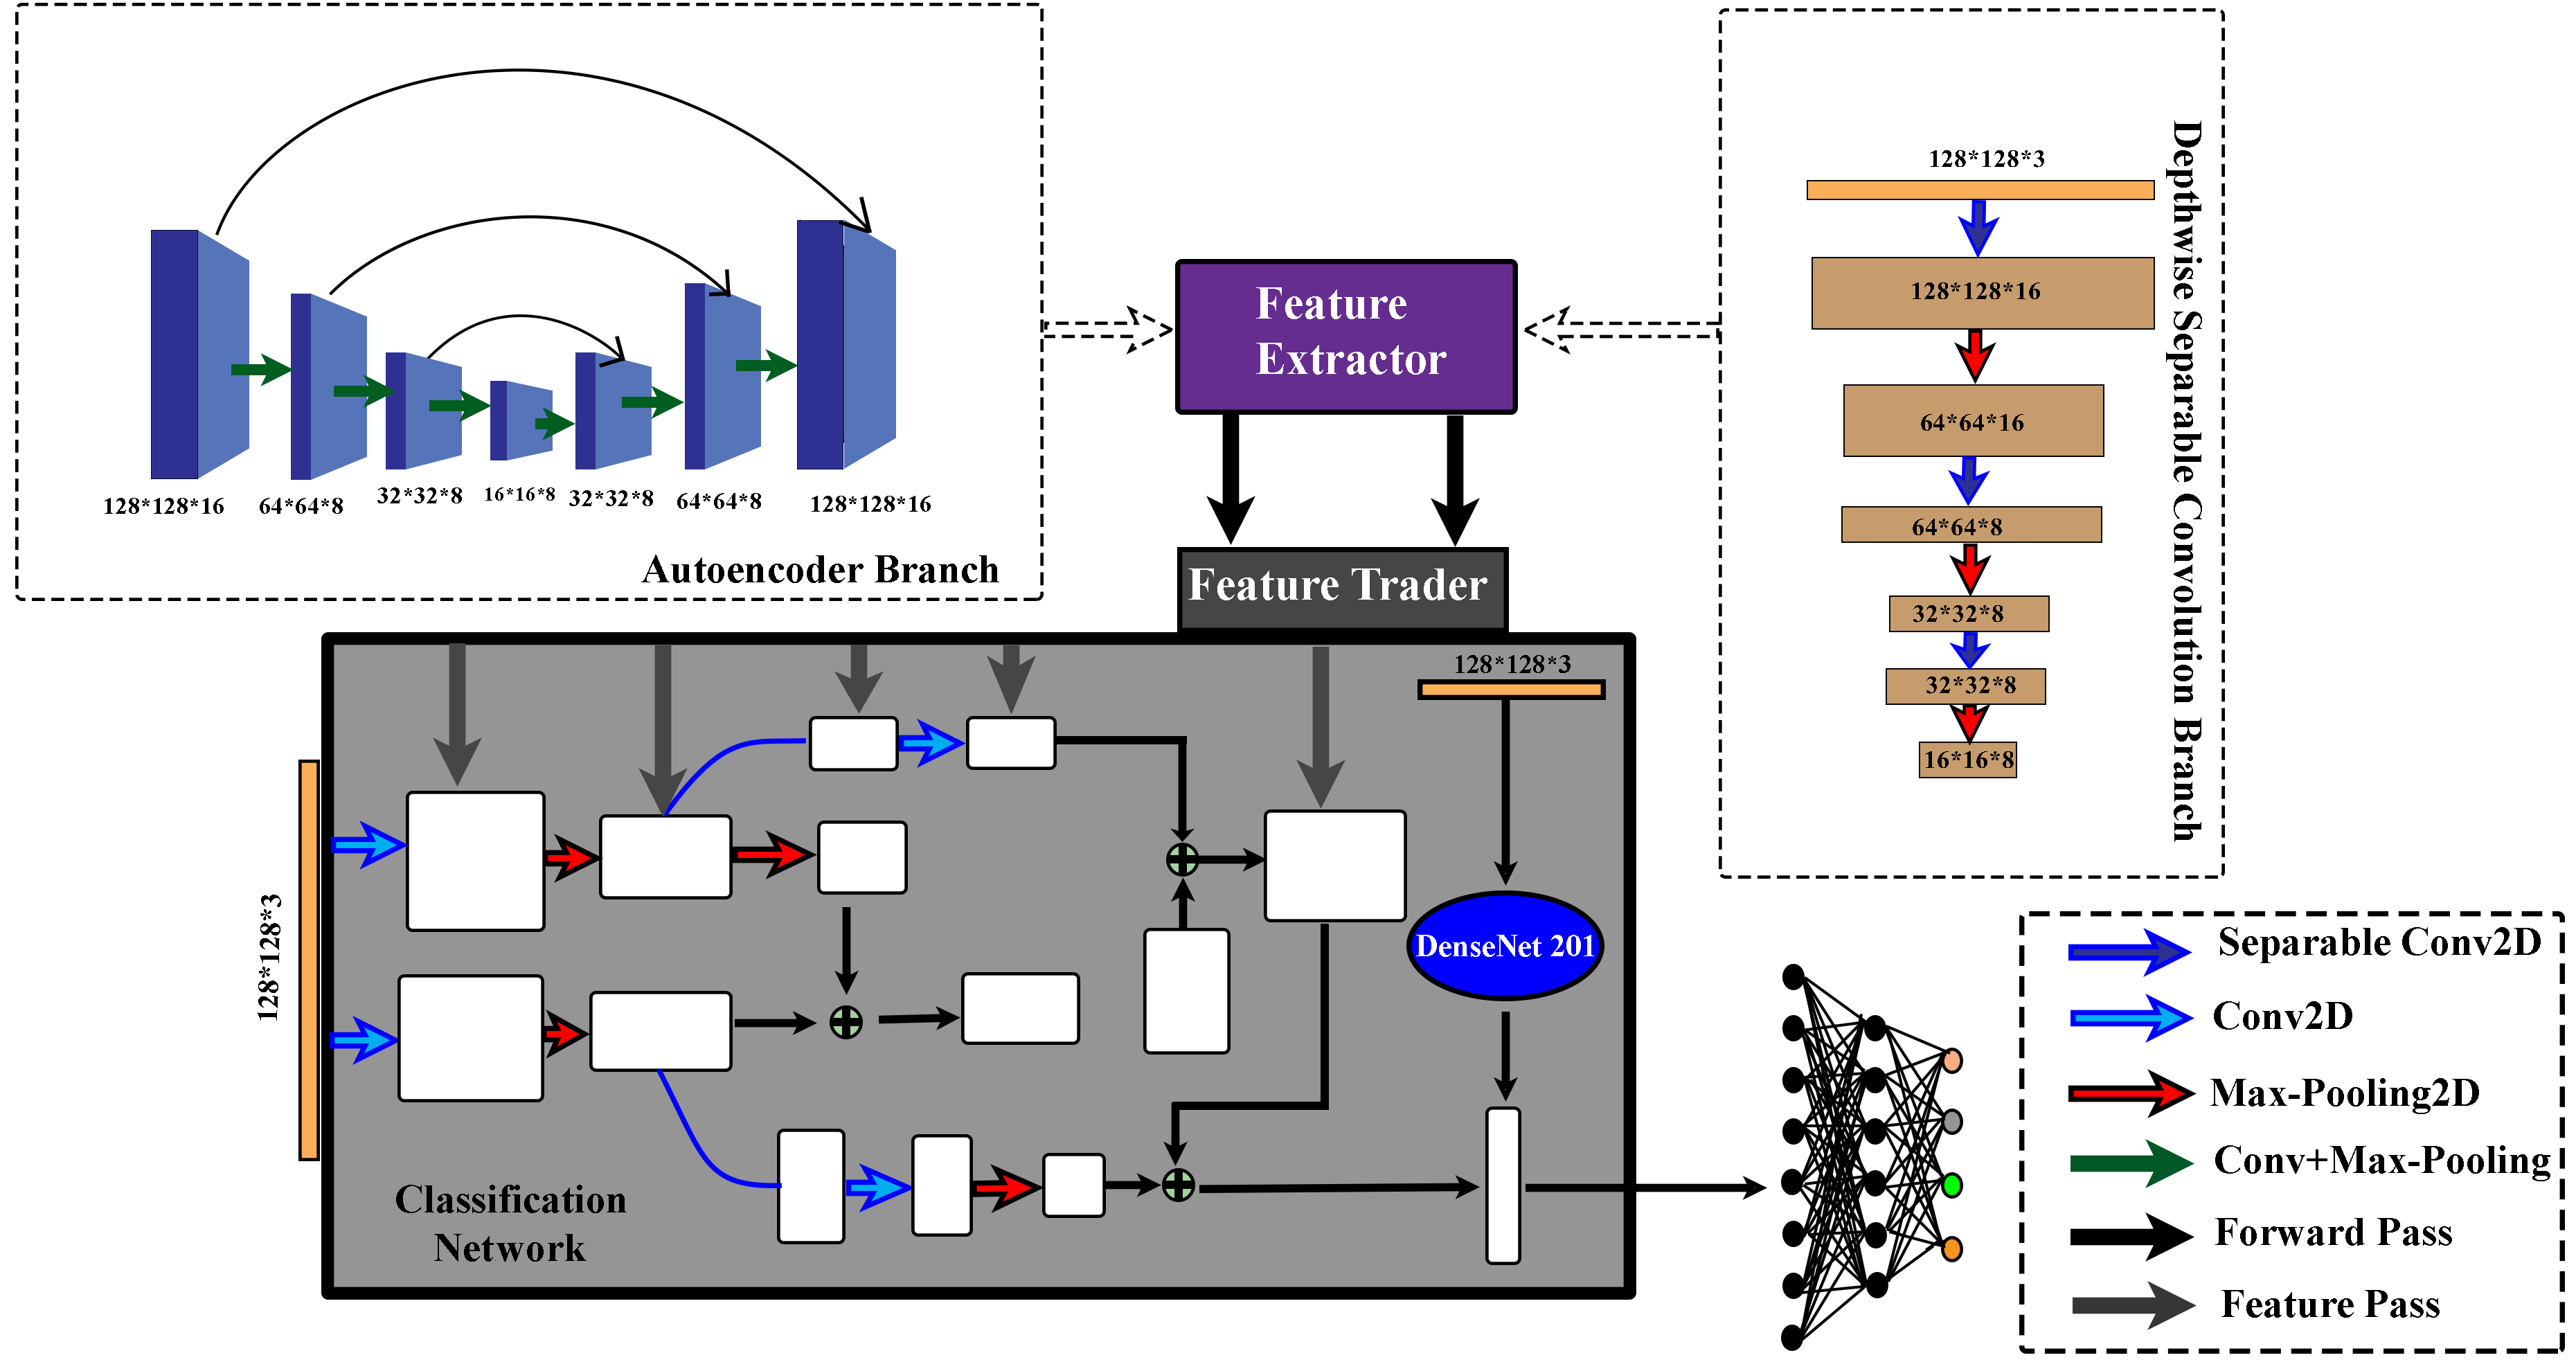 128*128*16
64*64*8
32*32*8
16*16*8
32*32*8
64*64*8
128*128*16
Autoencoder Branch
Feature
Extractor
Feature Trader
128*128*3
128*128*16
64*64*16
64*64*8
32*32*8
32*32*8
16*16*8
Depthwise Separable Convolution Branch
128*128*3
128*128*3
DenseNet 201
Classification
Network
Separable Conv2D
Conv2D
Max-Pooling2D
Conv+Max-Pooling
Forward Pass
Feature Pass